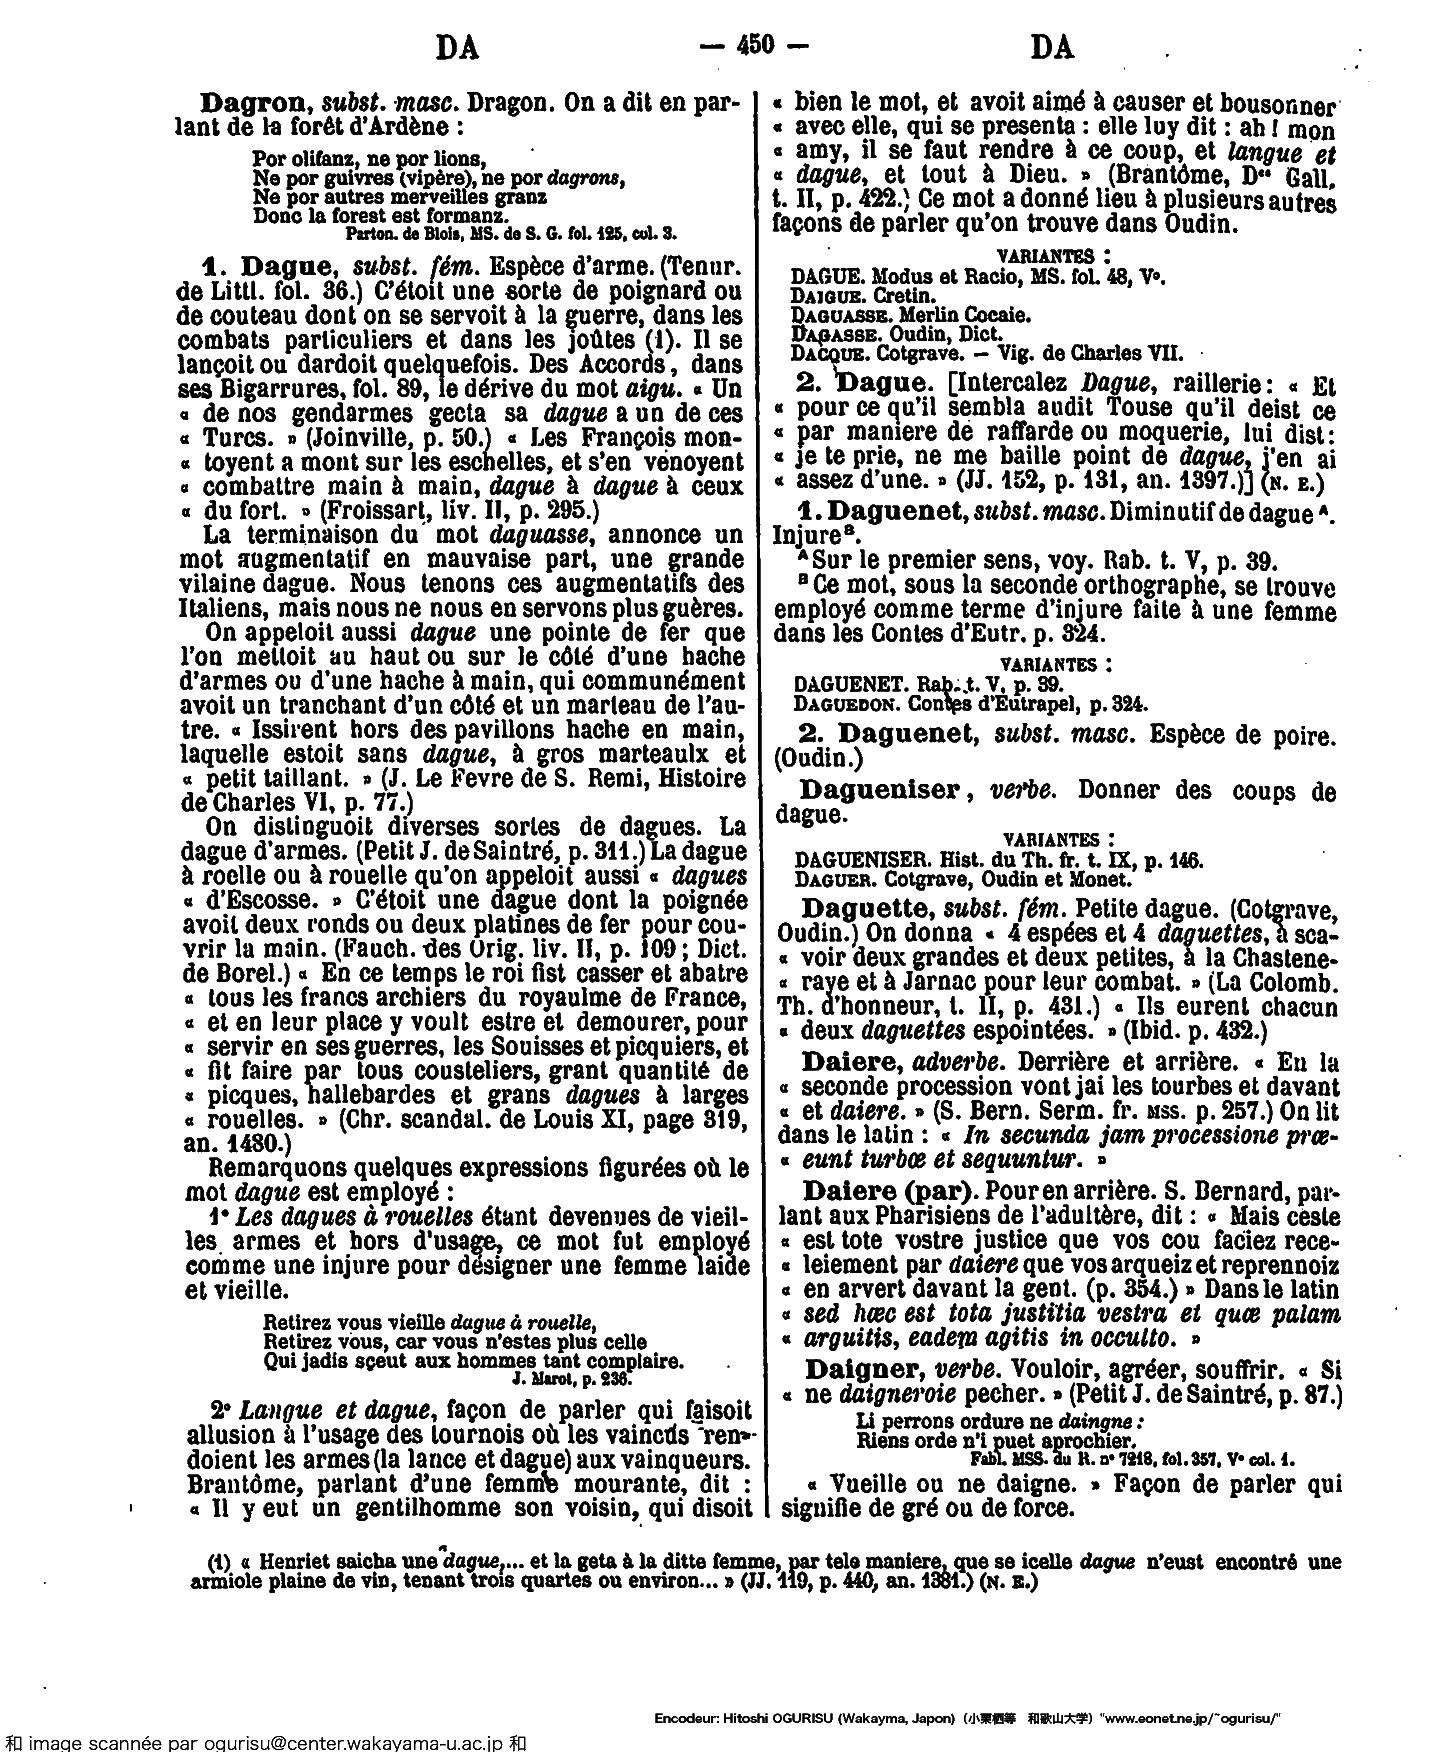 DA — 450 — DA
Dagron, subst. masc. Dragon. On a dit en par-
lant de la forêt d'Ardène :
Por olifanz, ne por lions,
Ne por guivres (vipère), ne por dagrons,
Ne por autres merveilles granz
Donc la forest est formanz.
Parton. de Blois, MS. de S. G. fol. 125, col. 3.
1. Dague, subst. fém. Espèce d'arme. (Tenur.
de Littl. fol. 36.) C'étoit une sorte de poignard ou
de couteau dont on se servoit à la guerre, dans les
combats particuliers et dans les joûtes (1). Il se
lançoit ou dardoit quelquefois. Des Accords, dans
ses Bigarrures, fol. 89, le dérive du mot aigu. « Un
« de nos gendarmes gecta sa dague a un de ces
« Turcs. » (Joinville, p. 50.) « Les François mon-
« toyent a mont sur les eschelles, et s'en venoyent
« combattre main à main, dague à dague à ceux
« du fort. » (Froissart, liv. II, p. 295.)
La terminaison du mot daguasse, annonce un
mot augmentatif en mauvaise part, une grande
vilaine dague. Nous tenons ces augmentatifs des
Italiens, mais nous ne nous en servons plus guères.
On appeloit aussi dague une pointe de fer que
l'on mettoit au haut ou sur le côté d'une hache
d'armes ou d'une hache à main, qui communément
avoit un tranchant d'un côté et un marteau de l'au-
tre. « Issirent hors des pavillons hache en main,
laquelle estoit sans dague, à gros marteaulx et
« petit taillant. » (J. Le Fevre de S. Remi, Histoire
de Charles VI, p. 77.)
On distinguoit diverses sortes de dagues. La
dague d'armes. (Petit J. de Saintré, p. 311.) La dague
à roelle ou à rouelle qu'on appeloit aussi « dagues
« d'Escosse. » C'étoit une dague dont la poignée
avoit deux ronds ou deux platines de fer pour cou-
vrir la main. (Fauch. des Orig. liv. II, p. 109 ; Dict.
de Borel.) « En ce temps le roi fist casser et abatre
« tous les francs archiers du royaulme de France,
« et en leur place y voult estre et demourer, pour
« servir en ses guerres, les Souisses et picquiers, et
« fit faire par tous cousteliers, grant quantité de
« picques, hallebardes et grans dagues à larges
« rouelles. » (Chr. scandal. de Louis XI, page 319,
an. 1480.)
Remarquons quelques expressions figurées où le
mot dague est employé :
1° Les dagues à rouelles étant devenues de vieil-
les armes et hors d'usage, ce mot fut employé
comme une injure pour désigner une femme laide
et vieille.
Retirez vous vieille dague à rouelle,
Retirez vous, car vous n'estes plus celle
Qui jadis sçeut aux hommes tant complaire.
J. Marot, p. 236.
2° Langue et dague, façon de parler qui faisoit
allusion à l'usage des tournois où les vaincus ren-
doient les armes (la lance et dague) aux vainqueurs.
Brantôme, parlant d'une femme mourante, dit :
« Il y eut un gentilhomme son voisin, qui disoit
« bien le mot, et avoit aimé à causer et bousonner
« avec elle, qui se presenta : elle luy dit : ah ! mon
« amy, il se faut rendre à ce coup, et langue et
« dague, et tout à Dieu. » (Brantôme, Des Gall.
t. II, p. 422.) Ce mot a donné lieu à plusieurs autres
façons de parler qu'on trouve dans Oudin.
VARIANTES :
DAGUE. Modus et Racio, MS. fol. 48, V°.
DAIGUE. Cretin.
DAGUASSE. Merlin Cocaie.
DAGASSE. Oudin, Dict.
DACQUE. Cotgrave. — Vig. de Charles VII.
2. Dague. [Intercalez Dague, raillerie : « Et
« pour ce qu'il sembla audit Touse qu'il deist ce
« par maniere de raffarde ou moquerie, lui dist :
« je te prie, ne me baille point de dague, j'en ai
« assez d'une. » (JJ. 152, p. 131, an. 1397.)] (N. E.)
1. Daguenet, subst. masc. Diminutif de dague A.
Injure B.
A Sur le premier sens, voy. Rab. t. V, p. 39.
B Ce mot, sous la seconde orthographe, se trouve
employé comme terme d'injure faite à une femme
dans les Contes d'Eutr. p. 324.
VARIANTES :
DAGUENET. Rab. t. V, p. 39.
DAGUEDON. Contes d'Eutrapel, p. 324.
2. Daguenet, subst. masc. Espèce de poire.
(Oudin.)
Dagueniser, verbe. Donner des coups de
dague.
VARIANTES :
DAGUENISER. Hist. du Th. fr. t. IX, p. 146.
DAGUER. Cotgrave, Oudin et Monet.
Daguette, subst. fém. Petite dague. (Cotgrave,
Oudin.) On donna « 4 espées et 4 daguettes, à sca-
« voir deux grandes et deux petites, à la Chastene-
« raye et à Jarnac pour leur combat. » (La Colomb.
Th. d'honneur, t. II, p. 431.) « Ils eurent chacun
« deux daguettes espointées. » (Ibid. p. 432.)
Daiere, adverbe. Derrière et arrière. « En la
« seconde procession vont jai les tourbes et davant
« et daiere. » (S. Bern. Serm. fr. MSS. p. 257.) On lit
dans le latin : « In secunda jam processione præ-
« eunt turbæ et sequuntur. »
Daiere (par). Pour en arrière. S. Bernard, par-
lant aux Pharisiens de l'adultère, dit : « Mais ceste
« est tote vostre justice que vos cou faciez rece-
« leiement par daiere que vos arqueiz et reprennoiz
« en arvert davant la gent. (p. 354.) » Dans le latin
« sed hæc est tota justitia vestra et quæ palam
« arguitis, eadem agitis in occulto. »
Daigner, verbe. Vouloir, agréer, souffrir. « Si
« ne daigneroie pecher. » (Petit J. de Saintré, p. 87.)
Li perrons ordure ne daingne :
Riens orde n'i puet aprochier.
Fabl. MSS. du R. n° 7218, fol. 357, V° col. 1.
« Vueille ou ne daigne. » Façon de parler qui
signifie de gré ou de force.
(1) « Henriet saicha une dague,... et la geta à la ditte femme, par tele maniere, que se icelle dague n'eust encontré une
armiole plaine de vin, tenant trois quartes ou environ... » (JJ. 119, p. 440, an. 1381.) (N. E.)
Encodeur: Hitoshi OGURISU (Wakayma, Japon) (小栗栖等 和歌山大学) "www.eonet.ne.jp/~ogurisu/"
和 image scannée par ogurisu@center.wakayama-u.ac.jp 和